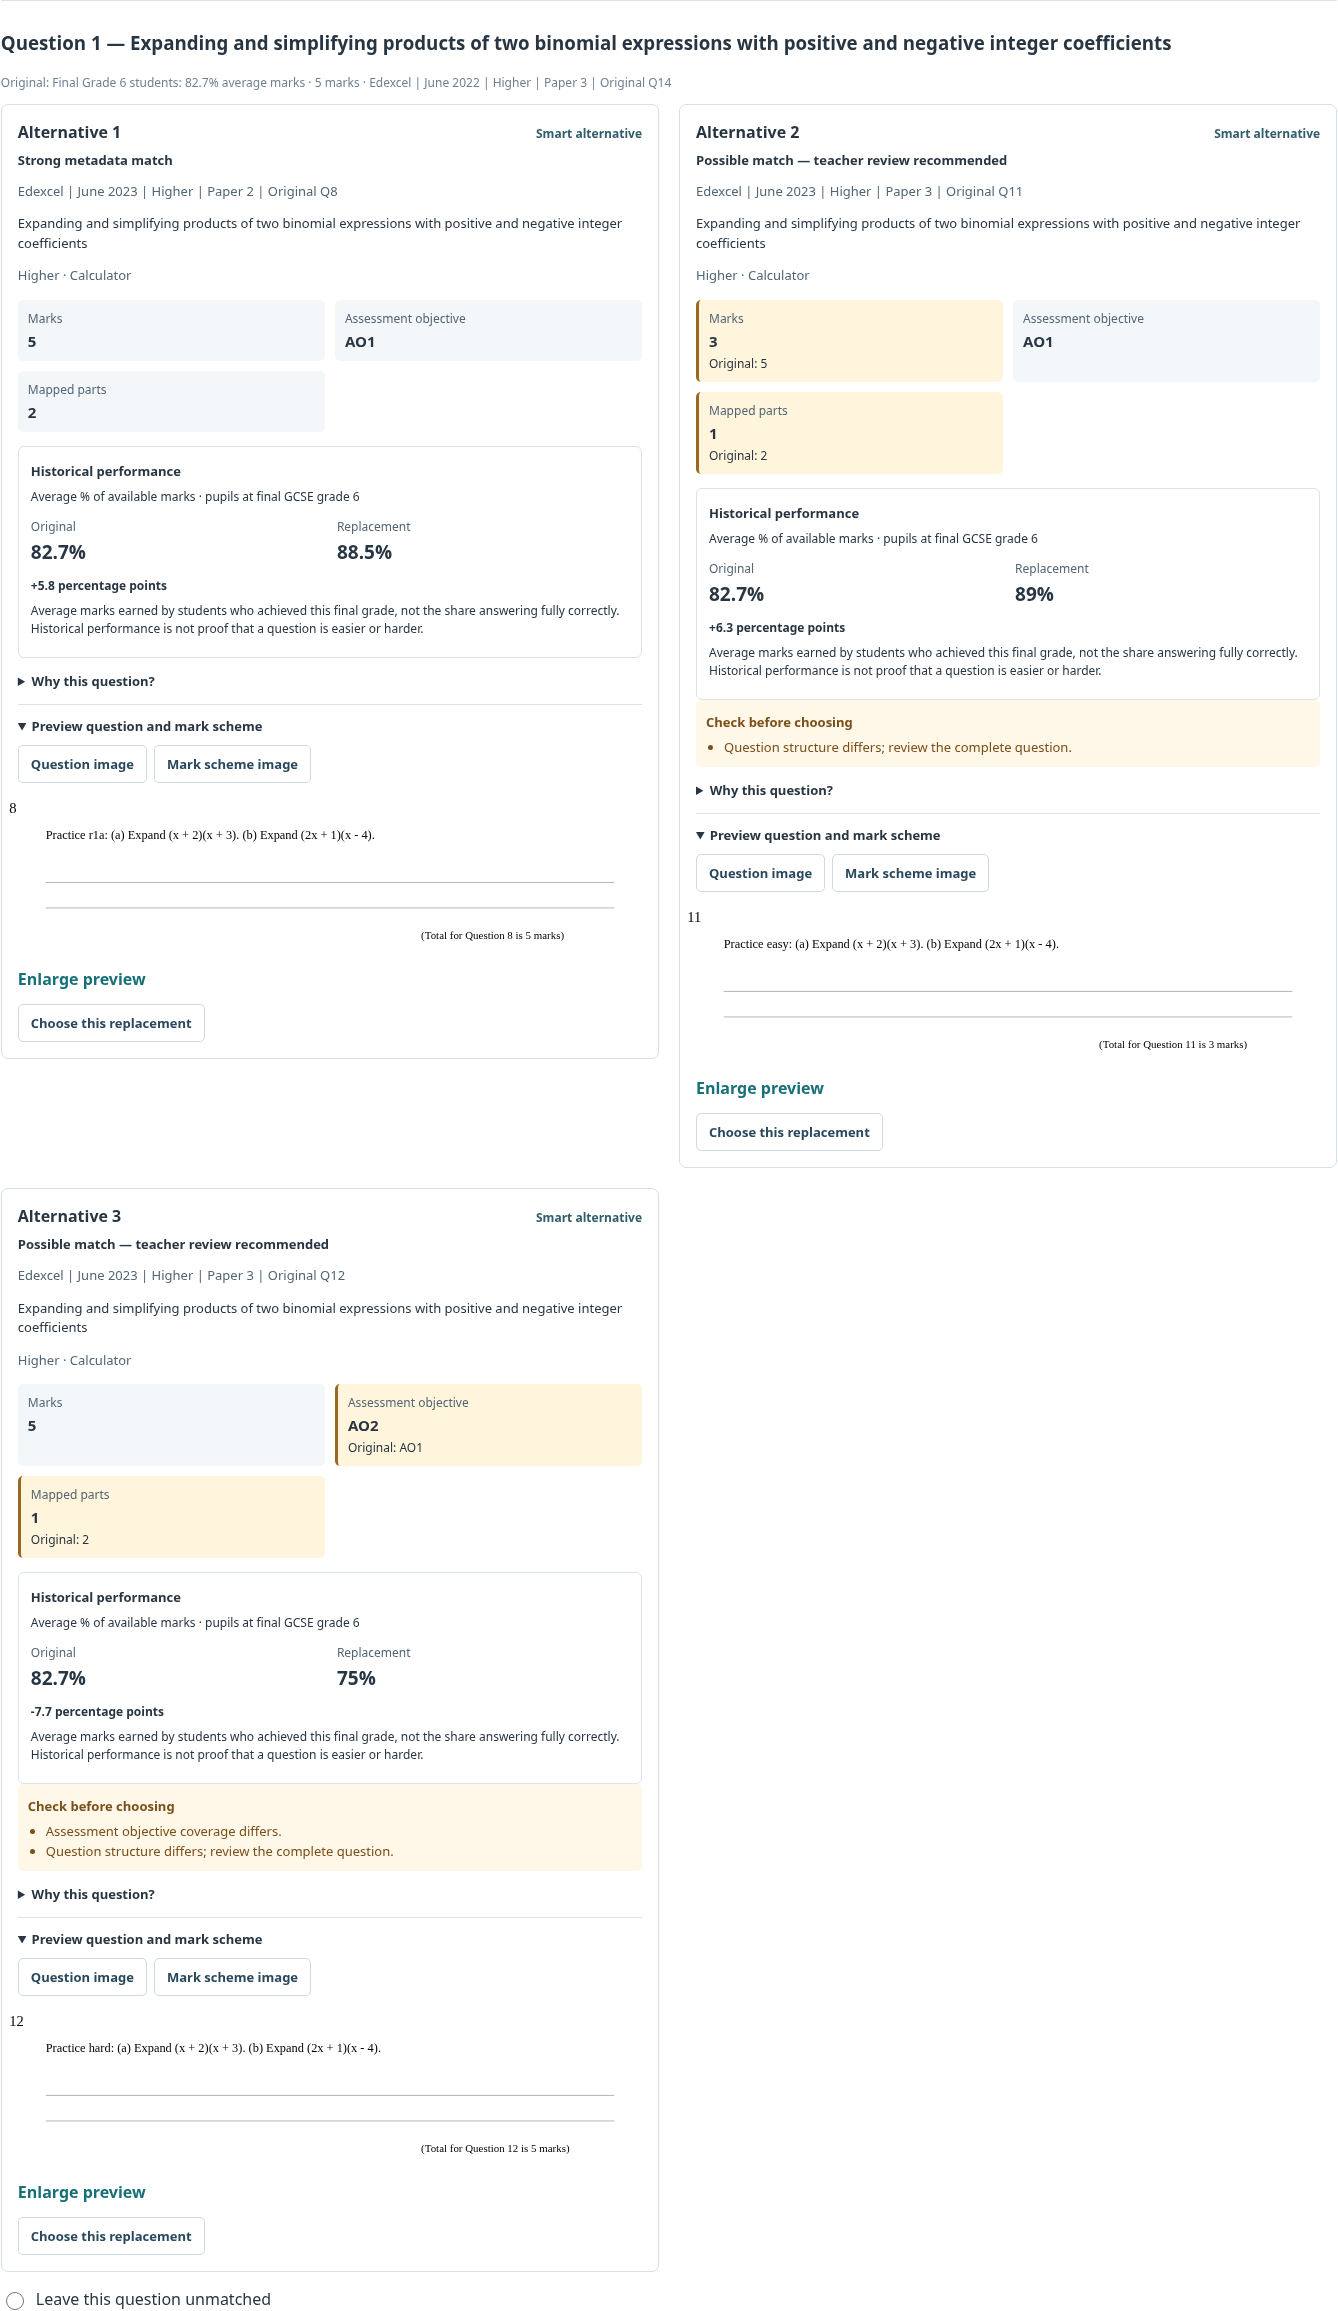 Question 1 — Expanding and simplifying products of two binomial expressions with positive and negative integer coefficients
Original: Final Grade 6 students: 82.7% average marks · 5 marks · Edexcel | June 2022 | Higher | Paper 3 | Original Q14
Alternative 1
Smart alternative
Strong metadata match
Edexcel | June 2023 | Higher | Paper 2 | Original Q8
Expanding and simplifying products of two binomial expressions with positive and negative integer
coefficients
Higher · Calculator
Marks
5
Assessment objective
AO1
Mapped parts
2
Historical performance
Average % of available marks · pupils at final GCSE grade 6
Original
82.7%
Replacement
88.5%
+5.8 percentage points
Average marks earned by students who achieved this final grade, not the share answering fully correctly.
Historical performance is not proof that a question is easier or harder.
Why this question?
Preview question and mark scheme
Question image
Mark scheme image
8
Practice r1a: (a) Expand (x + 2)(x + 3). (b) Expand (2x + 1)(x - 4).
(Total for Question 8 is 5 marks)
Enlarge preview
Choose this replacement
Alternative 2
Smart alternative
Possible match — teacher review recommended
Edexcel | June 2023 | Higher | Paper 3 | Original Q11
Expanding and simplifying products of two binomial expressions with positive and negative integer
coefficients
Higher · Calculator
Marks
3
Original: 5
Assessment objective
AO1
Mapped parts
1
Original: 2
Historical performance
Average % of available marks · pupils at final GCSE grade 6
Original
82.7%
Replacement
89%
+6.3 percentage points
Average marks earned by students who achieved this final grade, not the share answering fully correctly.
Historical performance is not proof that a question is easier or harder.
Check before choosing
• Question structure differs; review the complete question.
Why this question?
Preview question and mark scheme
Question image
Mark scheme image
11
Practice easy: (a) Expand (x + 2)(x + 3). (b) Expand (2x + 1)(x - 4).
(Total for Question 11 is 3 marks)
Enlarge preview
Choose this replacement
Alternative 3
Smart alternative
Possible match — teacher review recommended
Edexcel | June 2023 | Higher | Paper 3 | Original Q12
Expanding and simplifying products of two binomial expressions with positive and negative integer
coefficients
Higher · Calculator
Marks
5
Assessment objective
AO2
Original: AO1
Mapped parts
1
Original: 2
Historical performance
Average % of available marks · pupils at final GCSE grade 6
Original
82.7%
Replacement
75%
-7.7 percentage points
Average marks earned by students who achieved this final grade, not the share answering fully correctly.
Historical performance is not proof that a question is easier or harder.
Check before choosing
• Assessment objective coverage differs.
• Question structure differs; review the complete question.
Why this question?
Preview question and mark scheme
Question image
Mark scheme image
12
Practice hard: (a) Expand (x + 2)(x + 3). (b) Expand (2x + 1)(x - 4).
(Total for Question 12 is 5 marks)
Enlarge preview
Choose this replacement
Leave this question unmatched